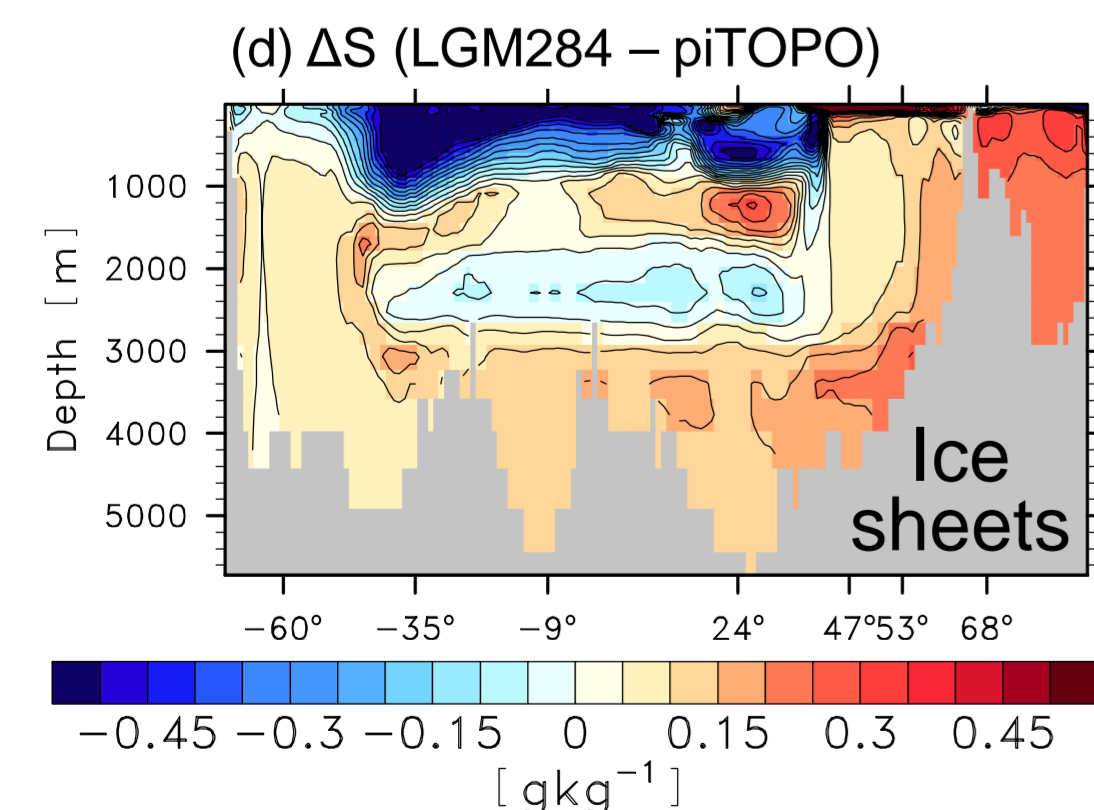 (d) ΔS (LGM284 – piTOPO)
Depth [m]
1000
2000
3000
4000
5000
Ice
sheets
−60° −35° −9° 24° 47°53° 68°
−0.45 −0.3 −0.15 0 0.15 0.3 0.45
[gkg⁻¹]